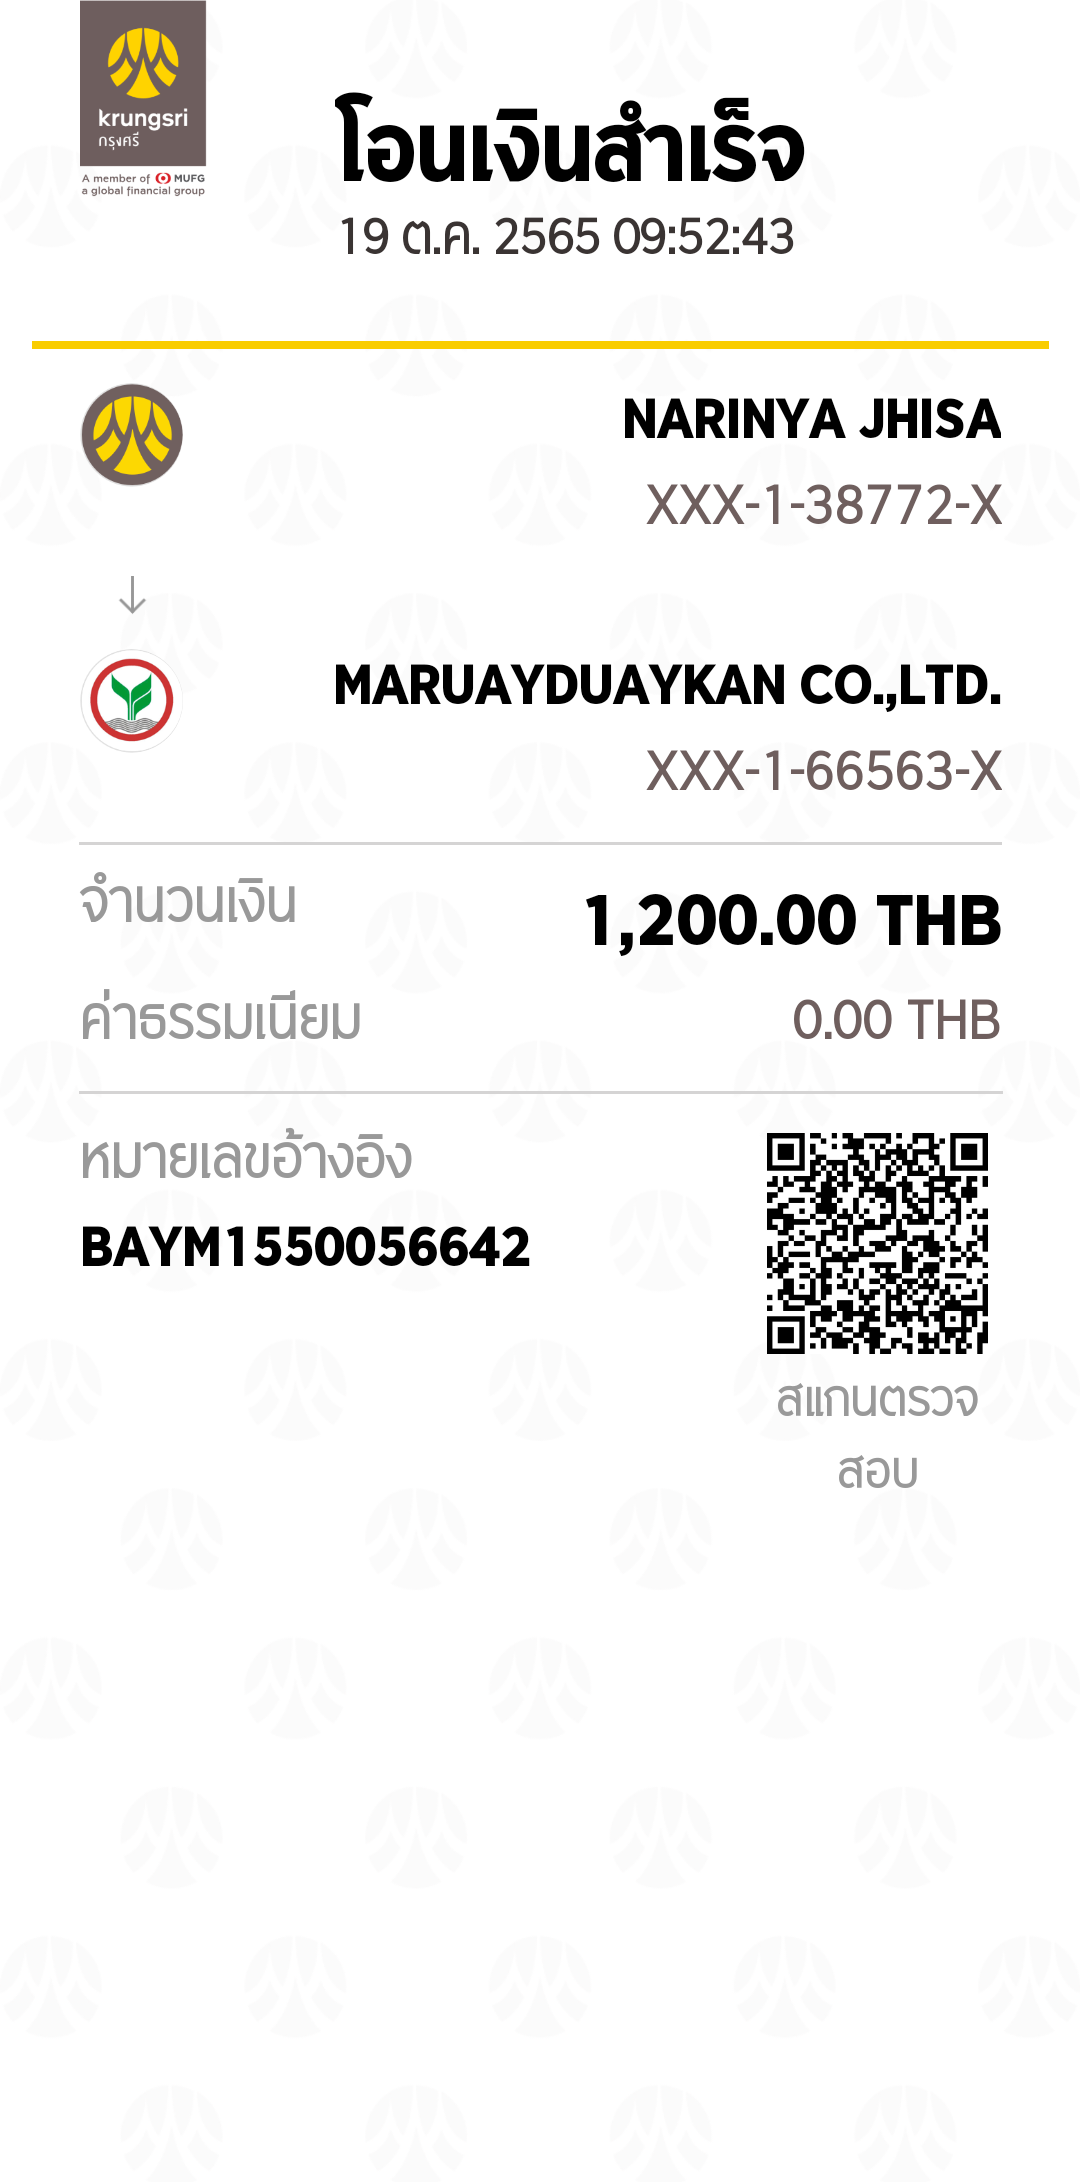 krungsri
กรุงศรี
A member of MUFG
a global financial group
โอนเงินสำเร็จ
19 ต.ค. 2565 09:52:43
NARINYA JHISA
XXX-1-38772-X
MARUAYDUAYKAN CO.,LTD.
XXX-1-66563-X
จำนวนเงิน
1,200.00 THB
ค่าธรรมเนียม
0.00 THB
หมายเลขอ้างอิง
BAYM1550056642
สแกนตรวจ
สอบ